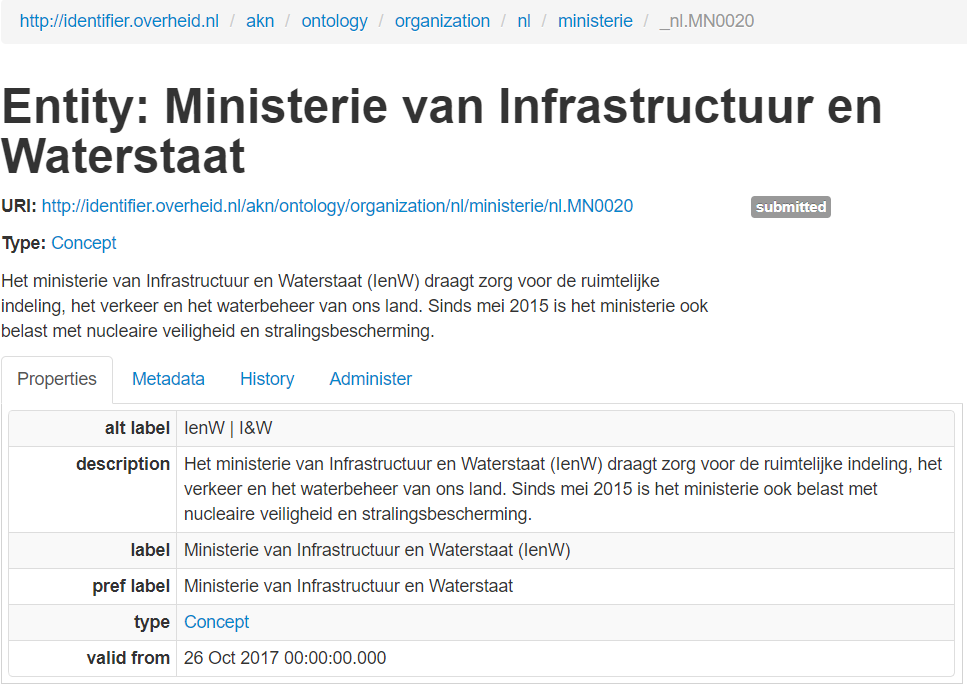 http://identifier.overheid.nl / akn / ontology / organization / nl / ministerie / _nl.MN0020
Entity: Ministerie van Infrastructuur en
Waterstaat
URI: http://identifier.overheid.nl/akn/ontology/organization/nl/ministerie/nl.MN0020 submitted
Type: Concept
Het ministerie van Infrastructuur en Waterstaat (IenW) draagt zorg voor de ruimtelijke
indeling, het verkeer en het waterbeheer van ons land. Sinds mei 2015 is het ministerie ook
belast met nucleaire veiligheid en stralingsbescherming.
Properties Metadata History Administer
alt label IenW | I&W
description Het ministerie van Infrastructuur en Waterstaat (IenW) draagt zorg voor de ruimtelijke indeling, het
verkeer en het waterbeheer van ons land. Sinds mei 2015 is het ministerie ook belast met
nucleaire veiligheid en stralingsbescherming.
label Ministerie van Infrastructuur en Waterstaat (IenW)
pref label Ministerie van Infrastructuur en Waterstaat
type Concept
valid from 26 Oct 2017 00:00:00.000